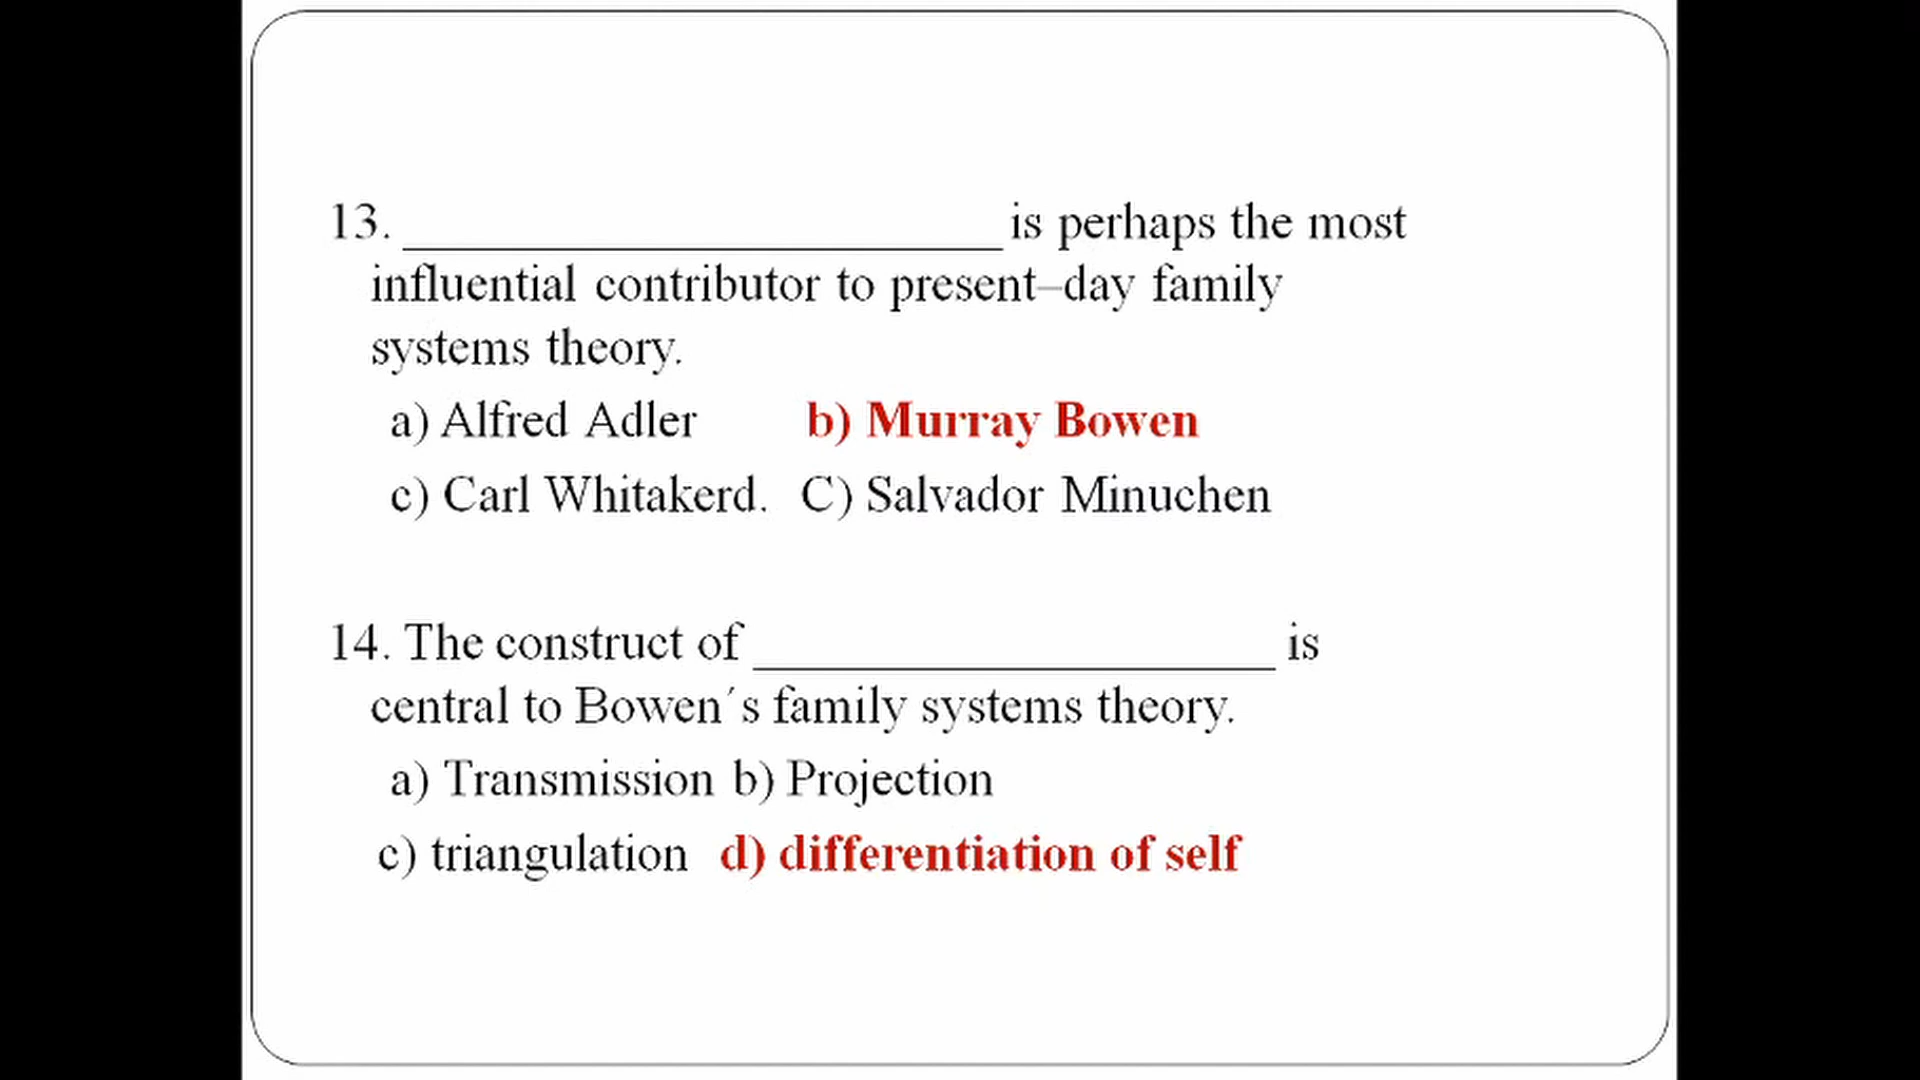 13. ________________________ is perhaps the most
influential contributor to present–day family
systems theory.
a) Alfred Adler b) Murray Bowen
c) Carl Whitakerd. C) Salvador Minuchen
14. The construct of _____________________ is
central to Bowen´s family systems theory.
a) Transmission b) Projection
c) triangulation d) differentiation of self